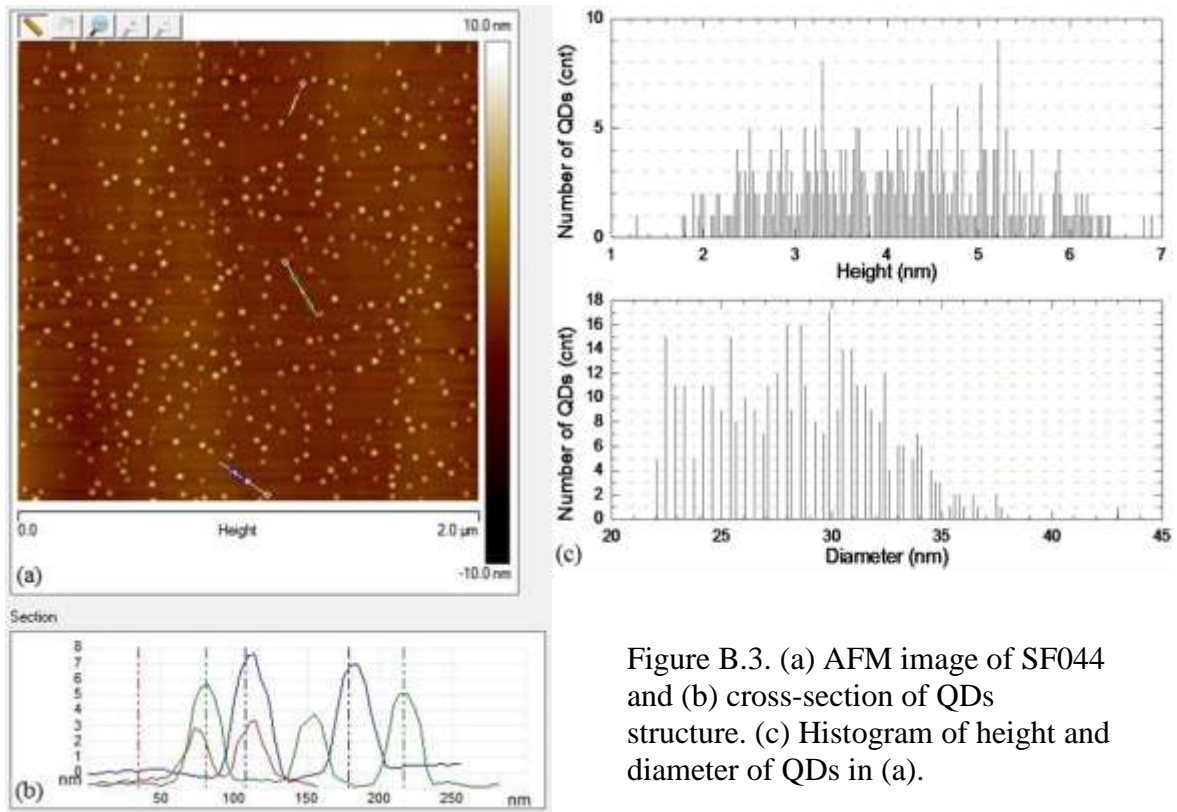 10.0 nm
0.0 Height 2.0 µm
-10.0 nm
(a)
Section
8
7
6
5
4
3
2
1
0
nm
50 100 150 200 250 nm
(b)
Number of QDs (cnt)
10
5
0
1 2 3 4 5 6 7
Height (nm)
Number of QDs (cnt)
18
16
14
12
10
8
6
4
2
0
20 25 30 35 40 45
Diameter (nm)
(c)
Figure B.3. (a) AFM image of SF044
and (b) cross-section of QDs
structure. (c) Histogram of height and
diameter of QDs in (a).